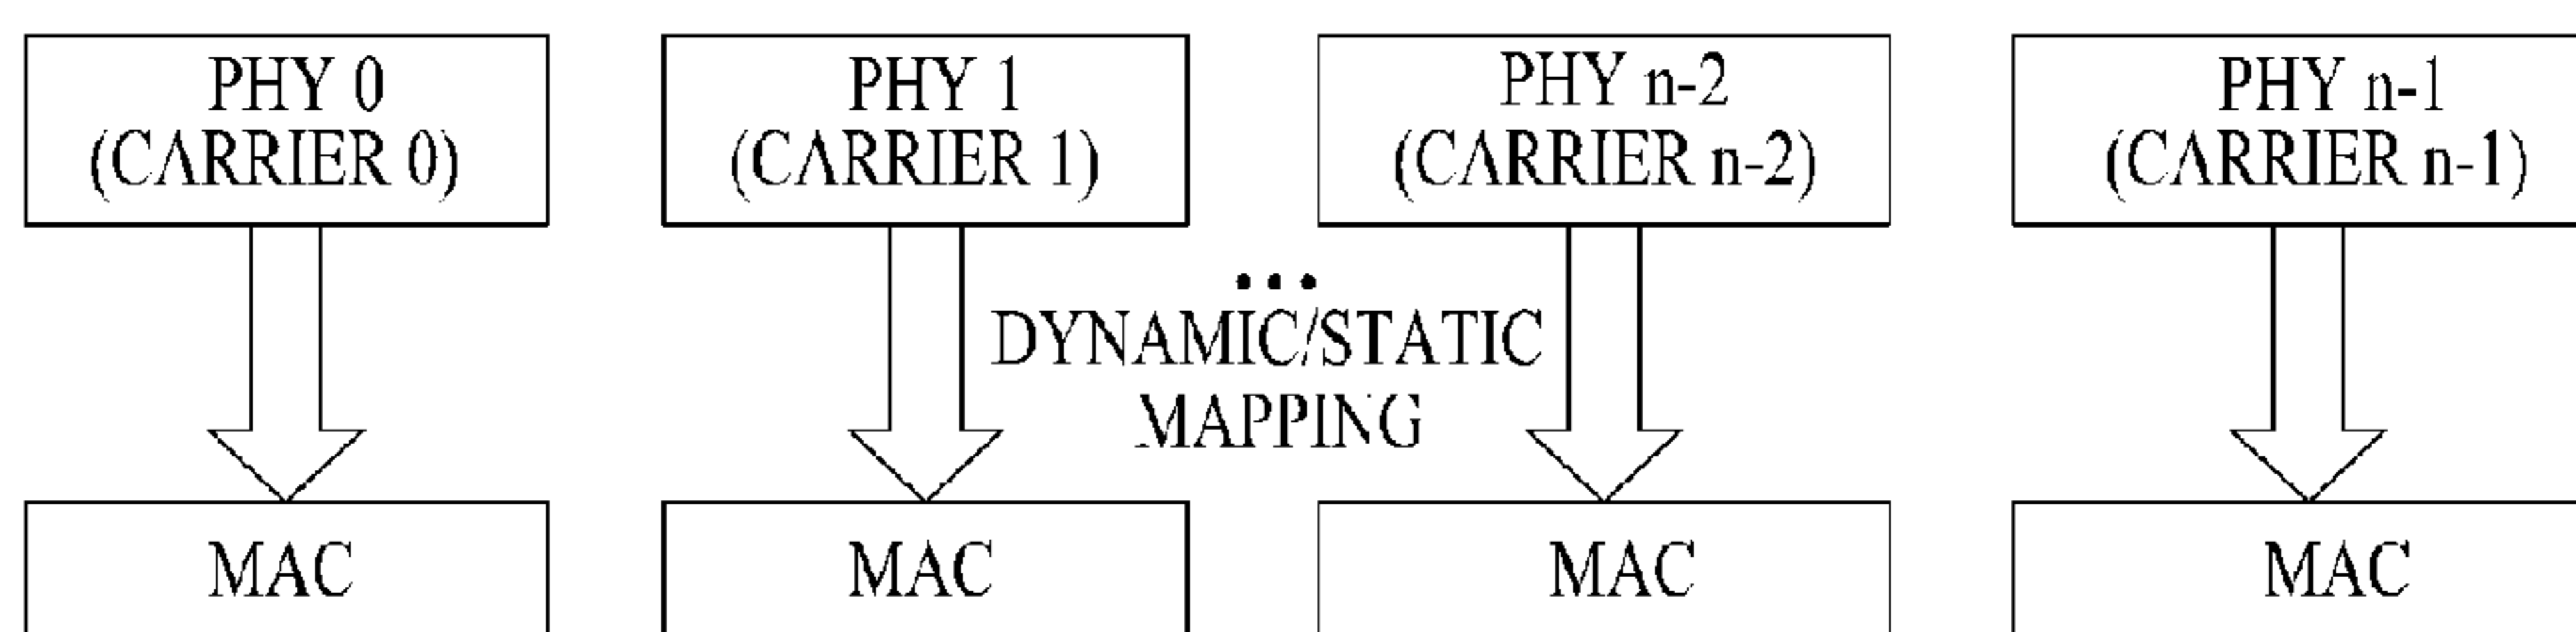 PHY 0
(CARRIER 0)
PHY 1
(CARRIER 1)
PHY n-2
(CARRIER n-2)
PHY n-1
(CARRIER n-1)
...
DYNAMIC/STATIC
MAPPING
MAC
MAC
MAC
MAC